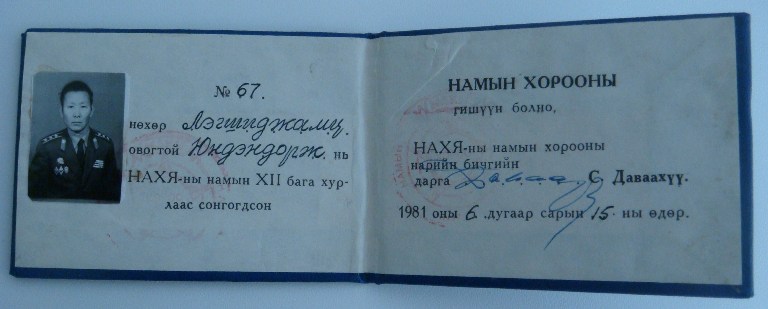 № 67.
нөхөр Лэгшиджамц.
овогтой Юндэндорж. нь
НАХЯ-ны намын XII бага хур-
лаас сонгогдсон
НАМЫН ХОРООНЫ
гишүүн болно,
НАХЯ-ны намын хорооны
нарийн бичгийн
дарга С. Даваахүү.
1981 оны 6. дугаар сарын 15. ны өдөр.